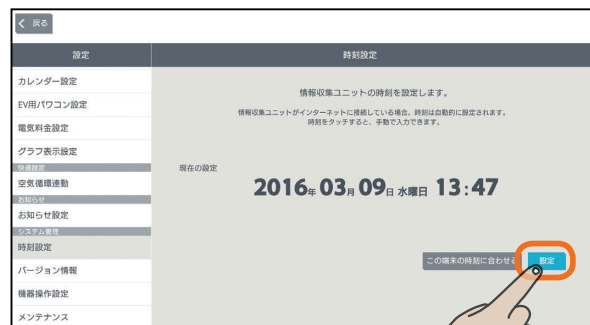 戻る
設定
時刻設定
カレンダー設定
EV用パワコン設定
電気料金設定
グラフ表示設定
快適設定
空気循環連動
お知らせ
お知らせ設定
システム管理
時刻設定
バージョン情報
機器操作設定
メンテナンス
情報収集ユニットの時刻を設定します。
情報収集ユニットがインターネットに接続している場合、時刻は自動的に設定されます。
時刻をタッチすると、手動で入力できます。
現在の設定
2016年 03月 09日 水曜日 13:47
この端末の時刻に合わせる
設定